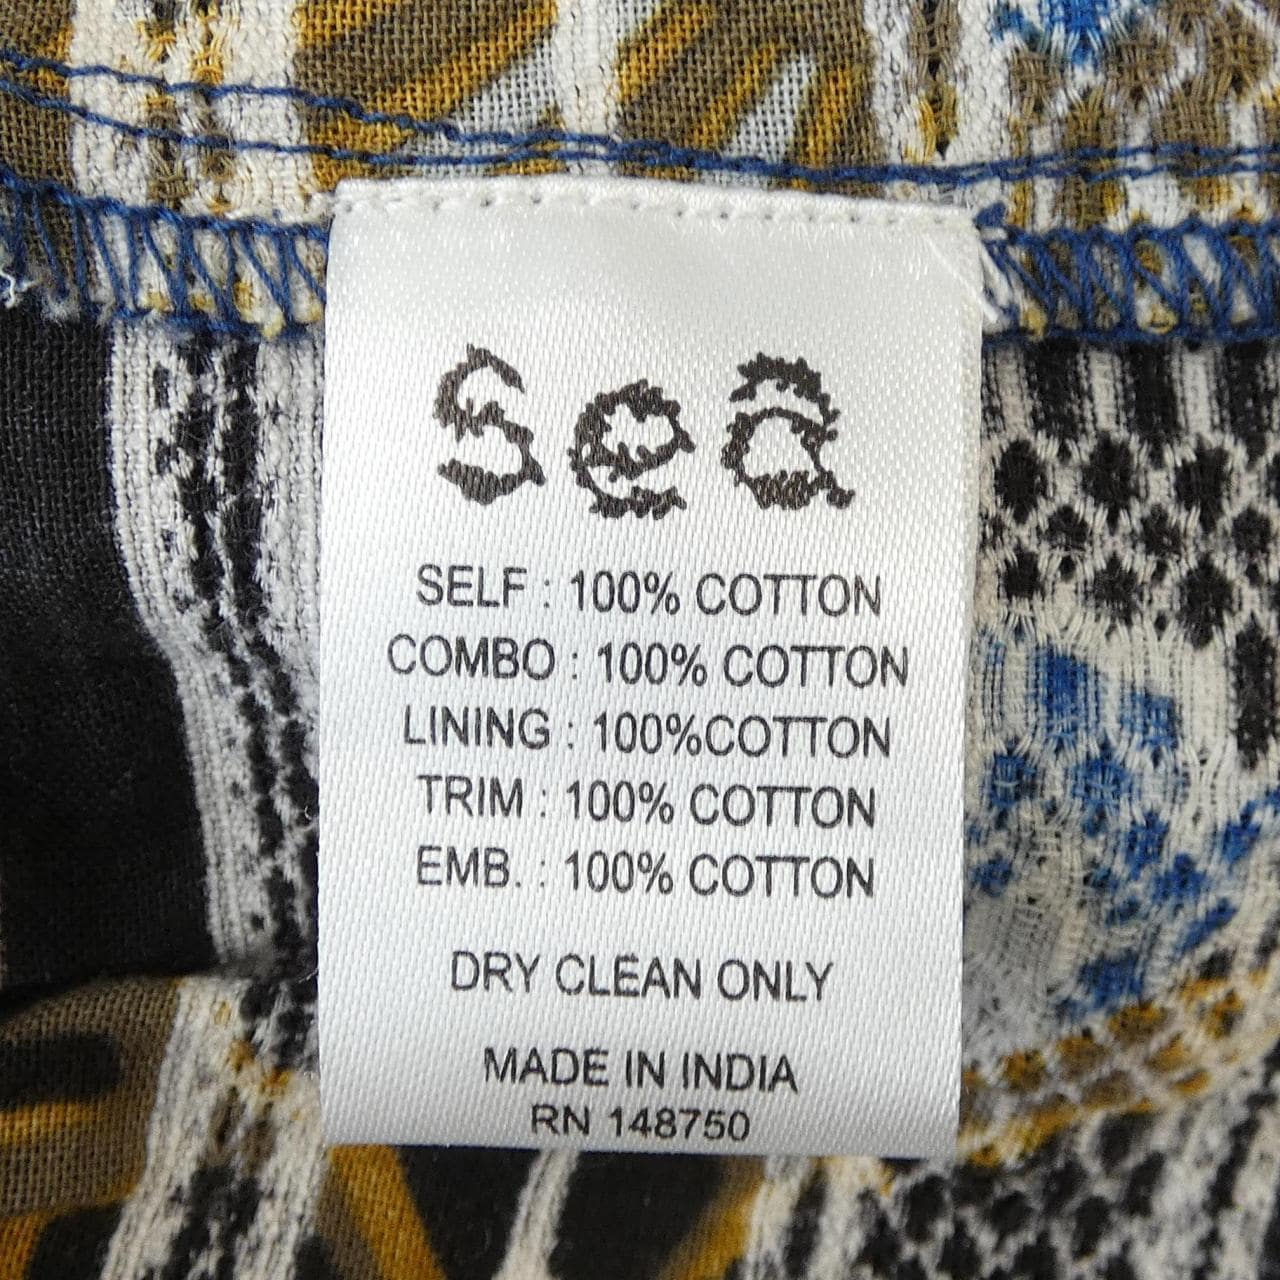 Sea
SELF : 100% COTTON
COMBO : 100% COTTON
LINING : 100%COTTON
TRIM : 100% COTTON
EMB. : 100% COTTON
DRY CLEAN ONLY
MADE IN INDIA
RN 148750